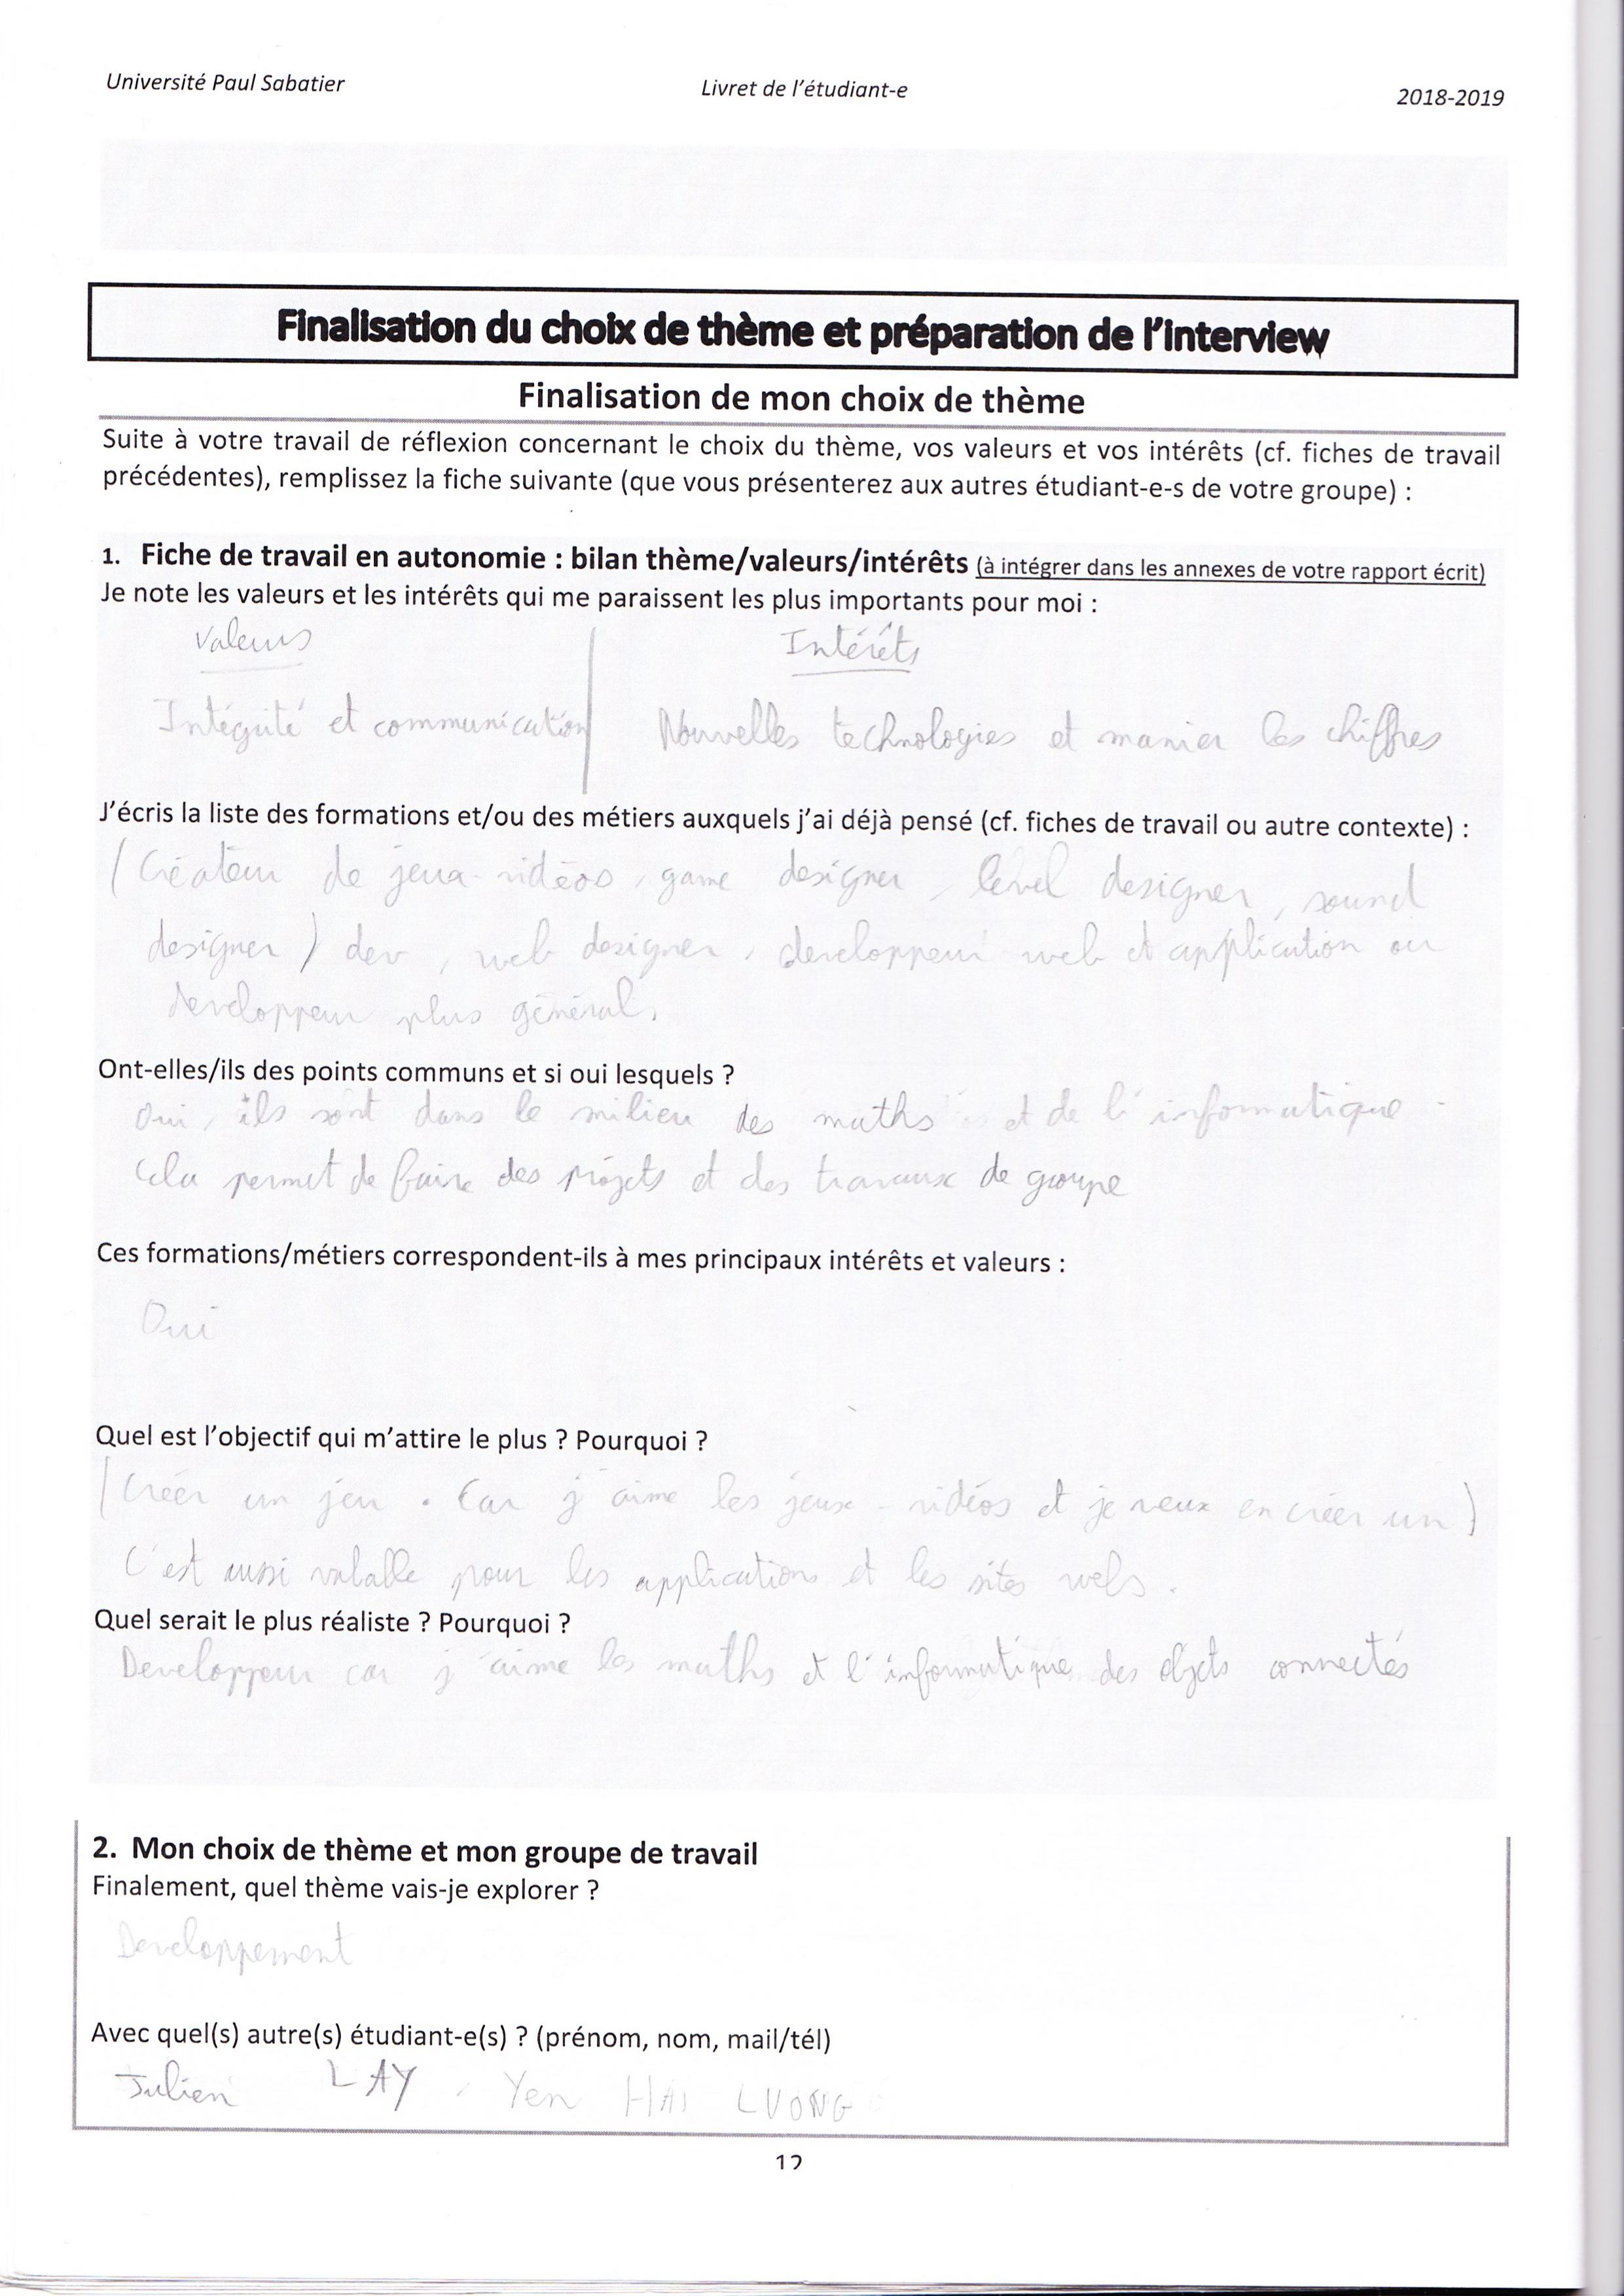 Université Paul Sabatier
Livret de l'étudiant-e
2018-2019
Finalisation du choix de thème et préparation de l'interview
Finalisation de mon choix de thème
Suite à votre travail de réflexion concernant le choix du thème, vos valeurs et vos intérêts (cf. fiches de travail
précédentes), remplissez la fiche suivante (que vous présenterez aux autres étudiant-e-s de votre groupe) :
1. Fiche de travail en autonomie : bilan thème/valeurs/intérêts (à intégrer dans les annexes de votre rapport écrit)
Je note les valeurs et les intérêts qui me paraissent les plus importants pour moi :
Valeurs
Intérêts
Intégrité et communication
Nouvelles technologies et manier les chiffres
J'écris la liste des formations et/ou des métiers auxquels j'ai déjà pensé (cf. fiches de travail ou autre contexte) :
(Créateur de jeux-vidéos, game designer, level designer, sound
designer) dev, web designer, developpeur web et application ou
developpeur plus général.
Ont-elles/ils des points communs et si oui lesquels ?
Oui, ils sont dans le milieu des maths et de l'informatique
Cela permet de faire des projets et des travaux de groupe
Ces formations/métiers correspondent-ils à mes principaux intérêts et valeurs :
Oui
Quel est l'objectif qui m'attire le plus ? Pourquoi ?
(Créer un jeu. Car j'aime les jeux-vidéos et je veux en créer un)
C'est aussi valable pour les applications et les sites webs.
Quel serait le plus réaliste ? Pourquoi ?
Developpeur car j'aime les maths et l'informatique des objets connectés
2. Mon choix de thème et mon groupe de travail
Finalement, quel thème vais-je explorer ?
Developpement
Avec quel(s) autre(s) étudiant-e(s) ? (prénom, nom, mail/tél)
Julien LAY, Yen HAI LUONG
12